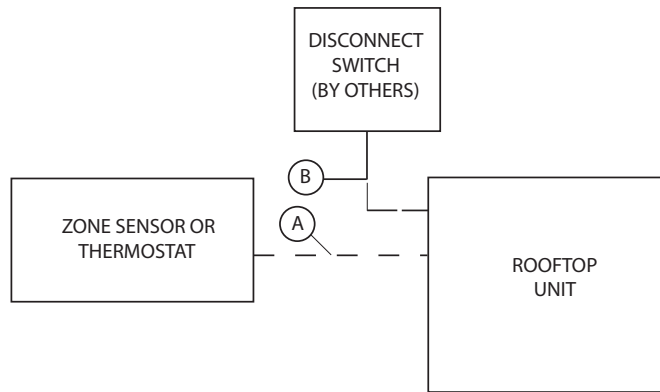 DISCONNECT
SWITCH
(BY OTHERS)
B
ZONE SENSOR OR
THERMOSTAT
A
ROOFTOP
UNIT